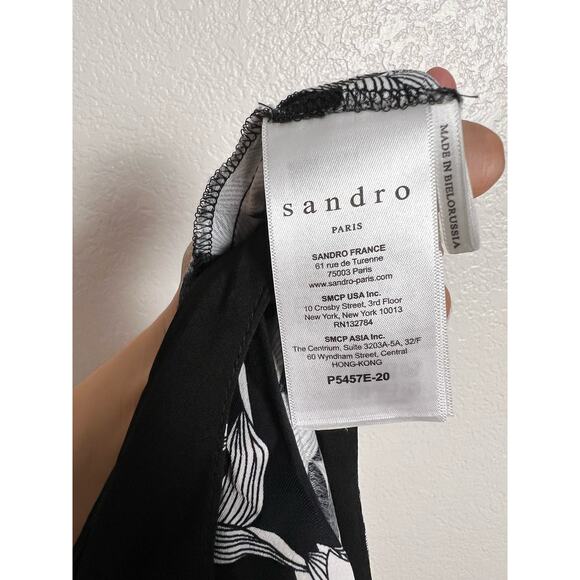 sandro
PARIS
SANDRO FRANCE
61 rue de Turenne
75003 Paris
www.sandro-paris.com
SMCP USA Inc.
10 Crosby Street, 3rd Floor
New York, New York 10013
RN132784
SMCP ASIA Inc.
The Centrium, Suite 3203A-5A, 32/F
60 Wyndham Street, Central
HONG-KONG
P5457E-20
MADE IN BIELORUSSIA